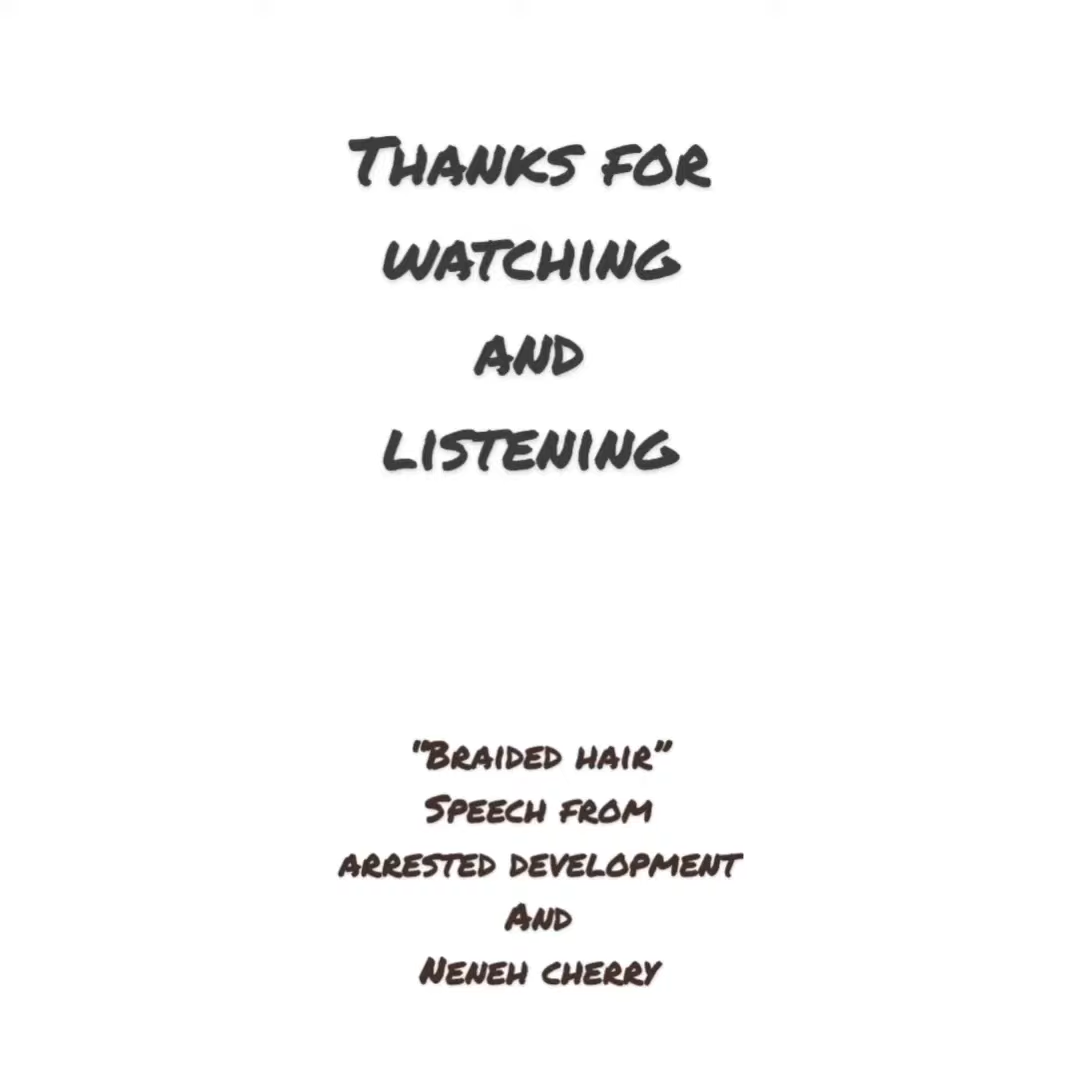 Thanks for
watching
and
listening
“Braided hair”
Speech from
arrested development
And
Neneh cherry